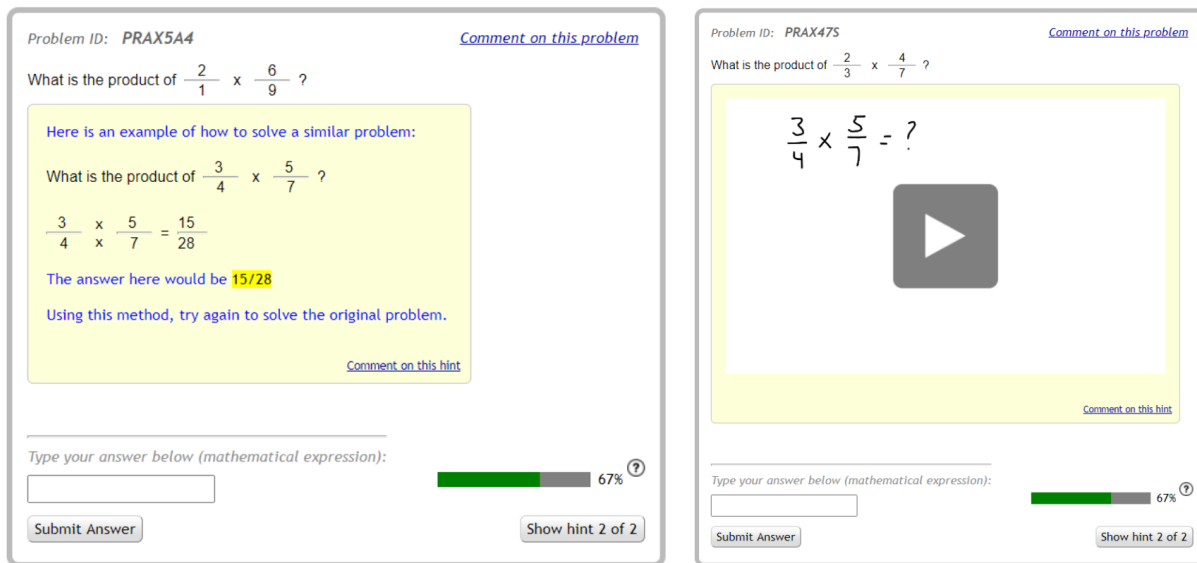 Problem ID: PRAX5A4 Comment on this problem
What is the product of 2/1 x 6/9 ?
Here is an example of how to solve a similar problem:
What is the product of 3/4 x 5/7 ?
3 x 5 = 15
4 x 7 28
The answer here would be 15/28
Using this method, try again to solve the original problem.
Comment on this hint
Type your answer below (mathematical expression):
67% ?
Submit Answer Show hint 2 of 2
Problem ID: PRAX47S Comment on this problem
What is the product of 2/3 x 4/7 ?
3/4 x 5/7 = ?
Comment on this hint
Type your answer below (mathematical expression):
67% ?
Submit Answer Show hint 2 of 2